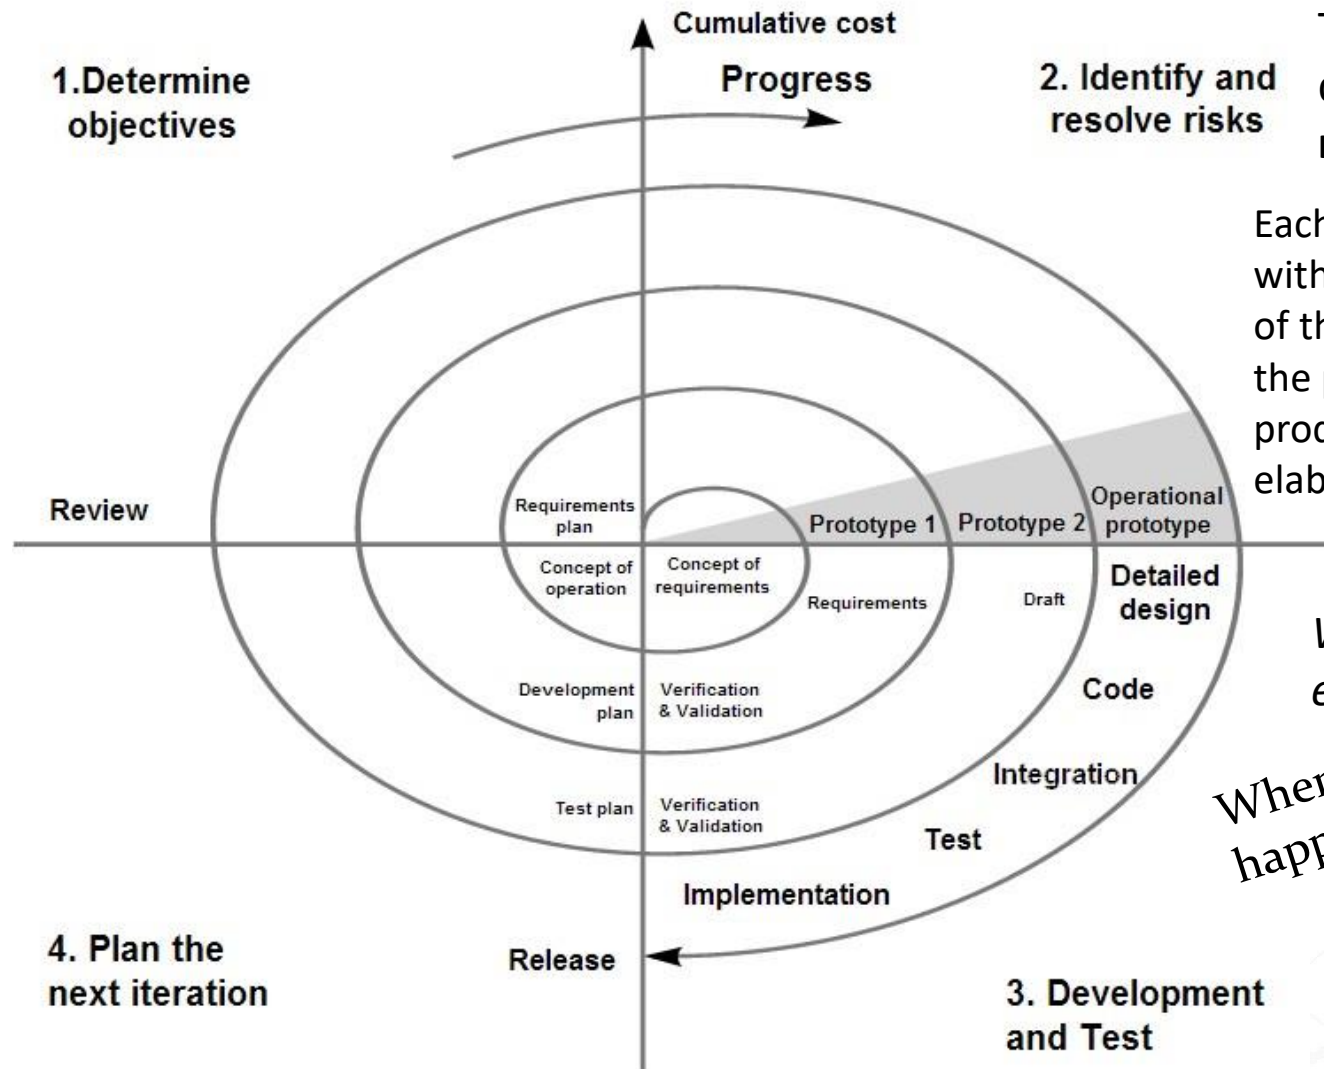 Cumulative cost
Progress
1.Determine
objectives
2. Identify and
resolve risks
Each
with
of th
the
prod
elab
Review
Requirements
plan
Prototype 1
Prototype 2
Operational
prototype
Concept of
operation
Concept of
requirements
Requirements
Draft
Detailed
design
Development
plan
Verification
& Validation
Code
Integration
Test plan
Verification
& Validation
Test
Implementation
When
happ
Release
4. Plan the
next iteration
3. Development
and Test